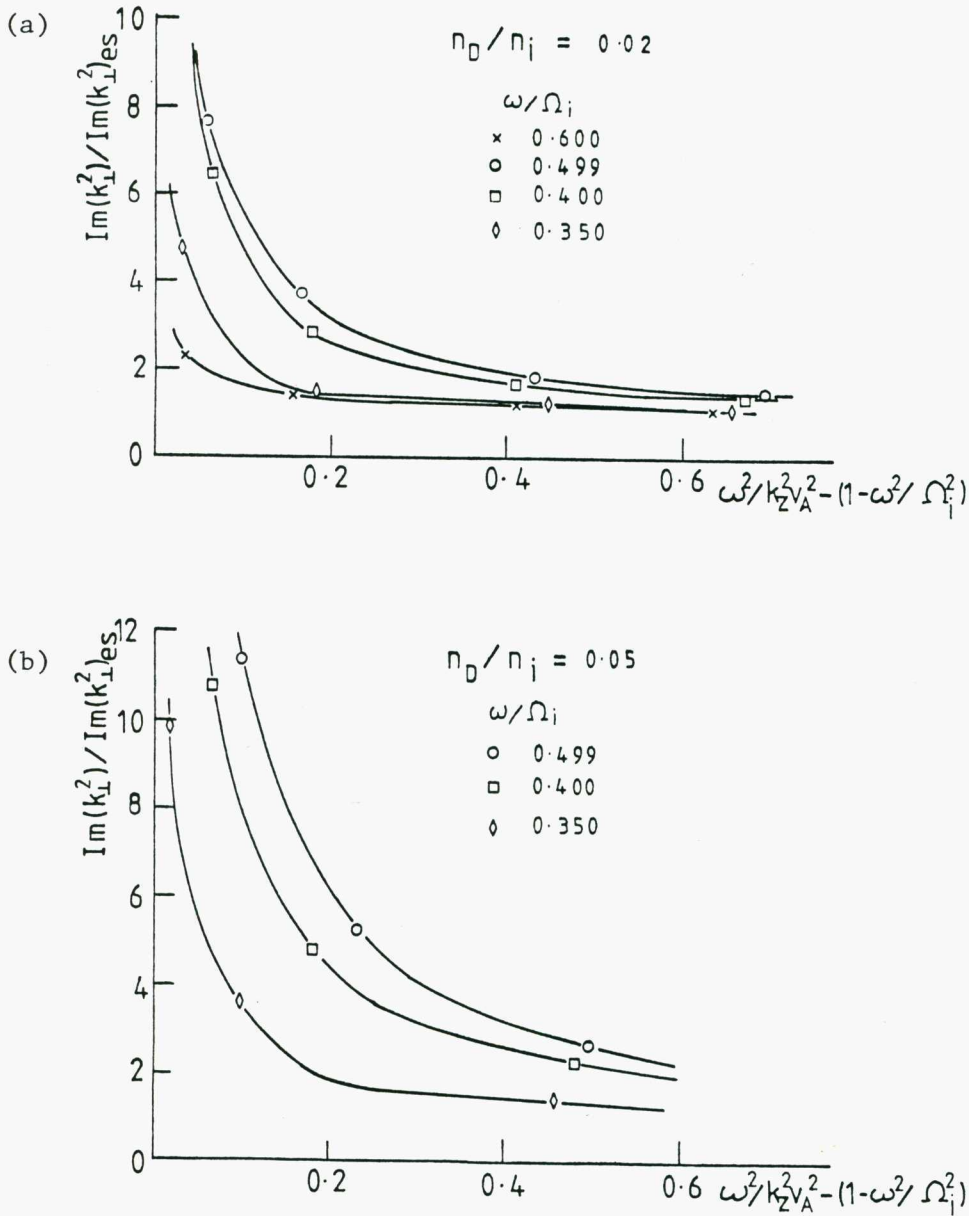 (a)
Im(k⊥²)/Im(k⊥²)es
10
8
6
4
2
0
n_D/n_i = 0.02
ω/Ω_i
× 0·600
○ 0·499
□ 0·400
◊ 0·350
0.2
0.4
0.6
ω²/k_z²v_A²-(1-ω²/Ω_i²)
(b)
Im(k⊥²)/Im(k⊥²)es
12
10
8
6
4
2
0
n_D/n_i = 0·05
ω/Ω_i
○ 0·499
□ 0·400
◊ 0·350
0.2
0.4
0.6
ω²/k_z²v_A²-(1-ω²/Ω_i²)